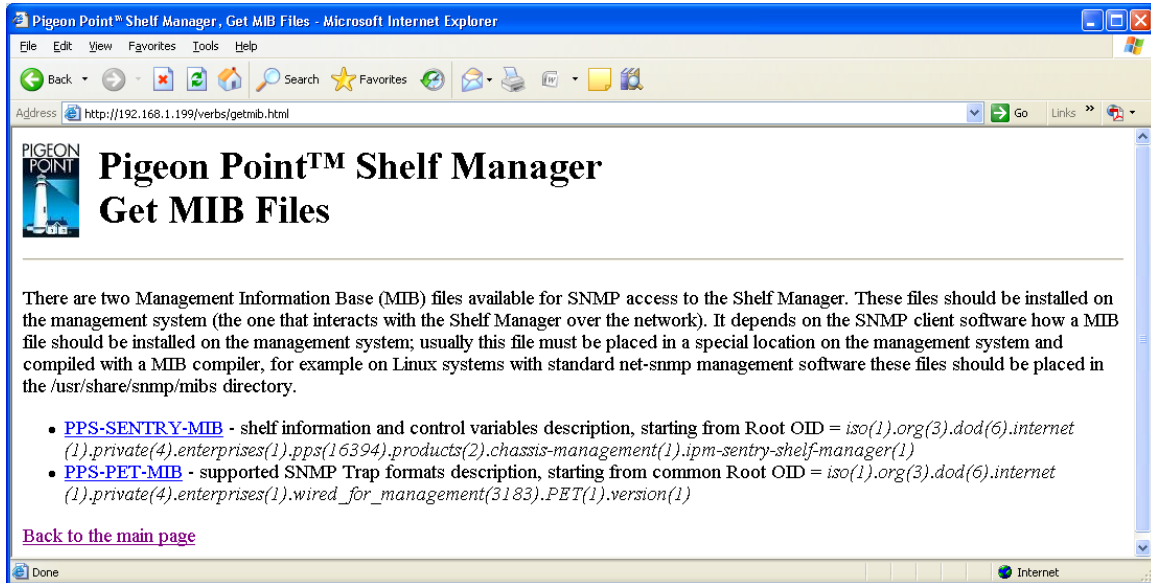 Pigeon Point™ Shelf Manager, Get MIB Files - Microsoft Internet Explorer
File Edit View Favorites Tools Help
Back Search Favorites
Address http://192.168.1.199/verbs/getmib.html Go Links »
PIGEON
POINT
Pigeon Point™ Shelf Manager
Get MIB Files
There are two Management Information Base (MIB) files available for SNMP access to the Shelf Manager. These files should be installed on
the management system (the one that interacts with the Shelf Manager over the network). It depends on the SNMP client software how a MIB
file should be installed on the management system; usually this file must be placed in a special location on the management system and
compiled with a MIB compiler, for example on Linux systems with standard net-snmp management software these files should be placed in
the /usr/share/snmp/mibs directory.
• PPS-SENTRY-MIB - shelf information and control variables description, starting from Root OID = iso(1).org(3).dod(6).internet
(1).private(4).enterprises(1).pps(16394).products(2).chassis-management(1).ipm-sentry-shelf-manager(1)
• PPS-PET-MIB - supported SNMP Trap formats description, starting from common Root OID = iso(1).org(3).dod(6).internet
(1).private(4).enterprises(1).wired_for_management(3183).PET(1).version(1)
Back to the main page
Done Internet